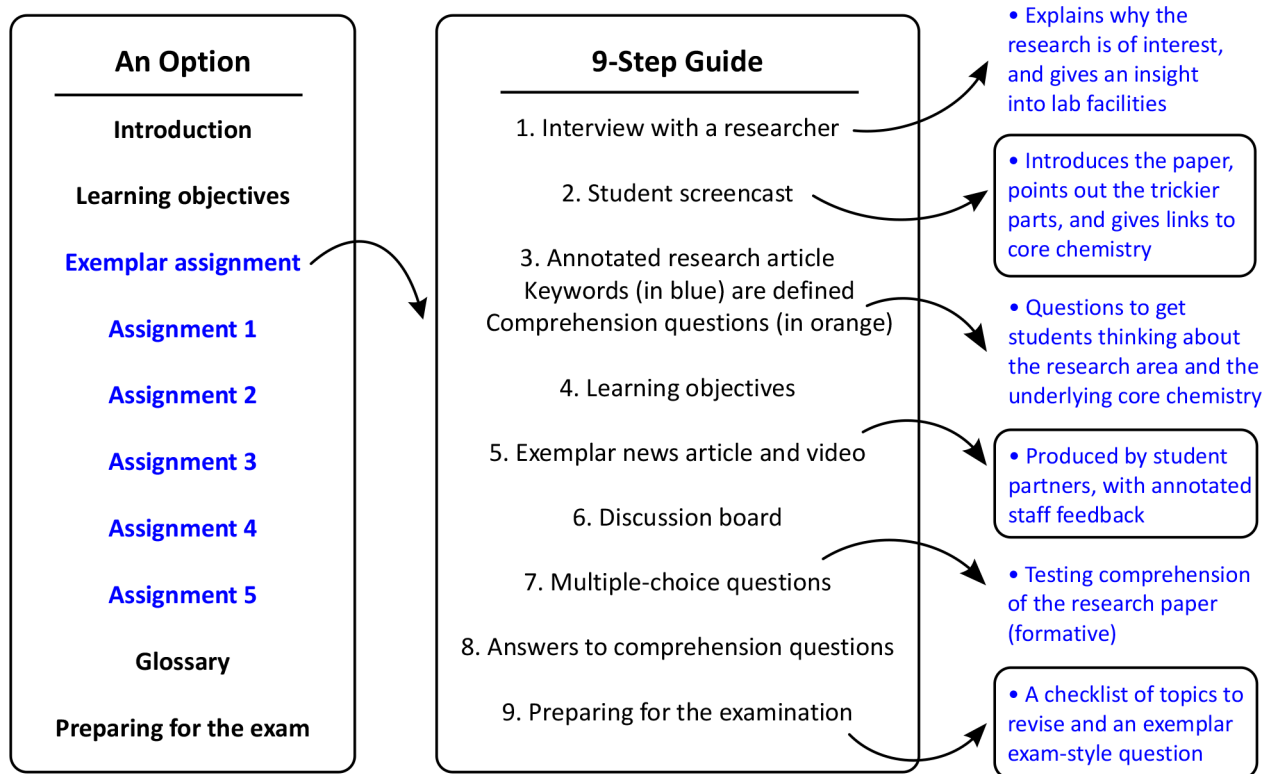 An Option
Introduction
Learning objectives
Exemplar assignment
Assignment 1
Assignment 2
Assignment 3
Assignment 4
Assignment 5
Glossary
Preparing for the exam
9-Step Guide
1. Interview with a researcher
2. Student screencast
3. Annotated research article
Keywords (in blue) are defined
Comprehension questions (in orange)
4. Learning objectives
5. Exemplar news article and video
6. Discussion board
7. Multiple-choice questions
8. Answers to comprehension questions
9. Preparing for the examination
• Explains why the
research is of interest,
and gives an insight
into lab facilities
• Introduces the paper,
points out the trickier
parts, and gives links to
core chemistry
• Questions to get
students thinking about
the research area and the
underlying core chemistry
• Produced by student
partners, with annotated
staff feedback
• Testing comprehension
of the research paper
(formative)
• A checklist of topics to
revise and an exemplar
exam-style question